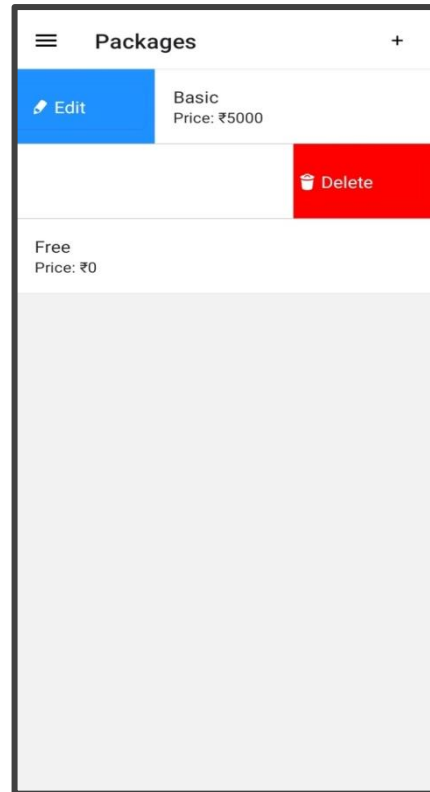 Packages +
Edit
Basic
Price: ₹5000
Delete
Free
Price: ₹0